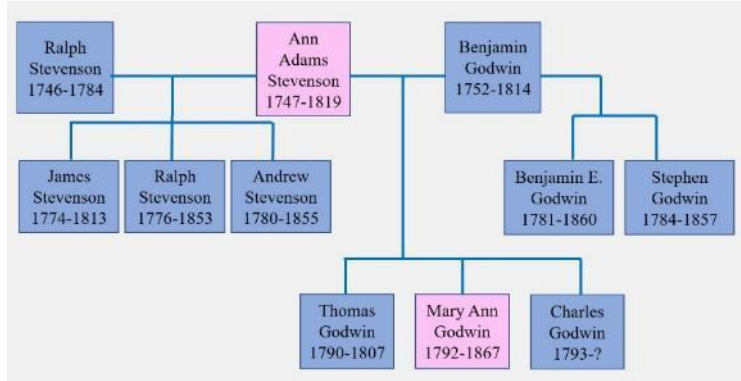 Ralph
Stevenson
1746-1784
Ann
Adams
Stevenson
1747-1819
Benjamin
Godwin
1752-1814
James
Stevenson
1774-1813
Ralph
Stevenson
1776-1853
Andrew
Stevenson
1780-1855
Benjamin E.
Godwin
1781-1860
Stephen
Godwin
1784-1857
Thomas
Godwin
1790-1807
Mary Ann
Godwin
1792-1867
Charles
Godwin
1793-?